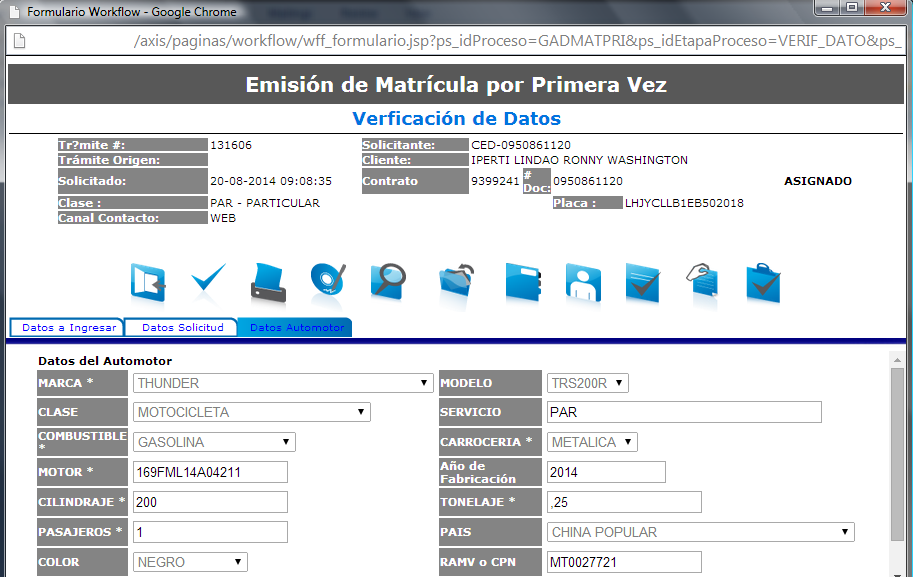 Formulario Workflow - Google Chrome
/axis/paginas/workflow/wff_formulario.jsp?ps_idProceso=GADMATPRI&ps_idEtapaProceso=VERIF_DATO&ps_
Emisión de Matrícula por Primera Vez
Verficación de Datos
Tr?mite #: 131606 Solicitante: CED-0950861120
Trámite Origen: Cliente: IPERTI LINDAO RONNY WASHINGTON
Solicitado: 20-08-2014 09:08:35 Contrato 9399241 # Doc: 0950861120 ASIGNADO
Clase : PAR - PARTICULAR Placa : LHJYCLLB1EB502018
Canal Contacto: WEB
Datos a Ingresar Datos Solicitud Datos Automotor
Datos del Automotor
MARCA * THUNDER MODELO TRS200R
CLASE MOTOCICLETA SERVICIO PAR
COMBUSTIBLE * GASOLINA CARROCERIA * METALICA
MOTOR * 169FML14A04211 Año de Fabricación 2014
CILINDRAJE * 200 TONELAJE * ,25
PASAJEROS * 1 PAIS CHINA POPULAR
COLOR NEGRO RAMV o CPN MT0027721